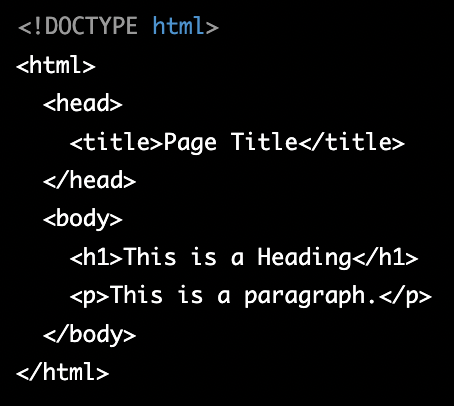 <!DOCTYPE html>
<html>
  <head>
    <title>Page Title</title>
  </head>
  <body>
    <h1>This is a Heading</h1>
    <p>This is a paragraph.</p>
  </body>
</html>